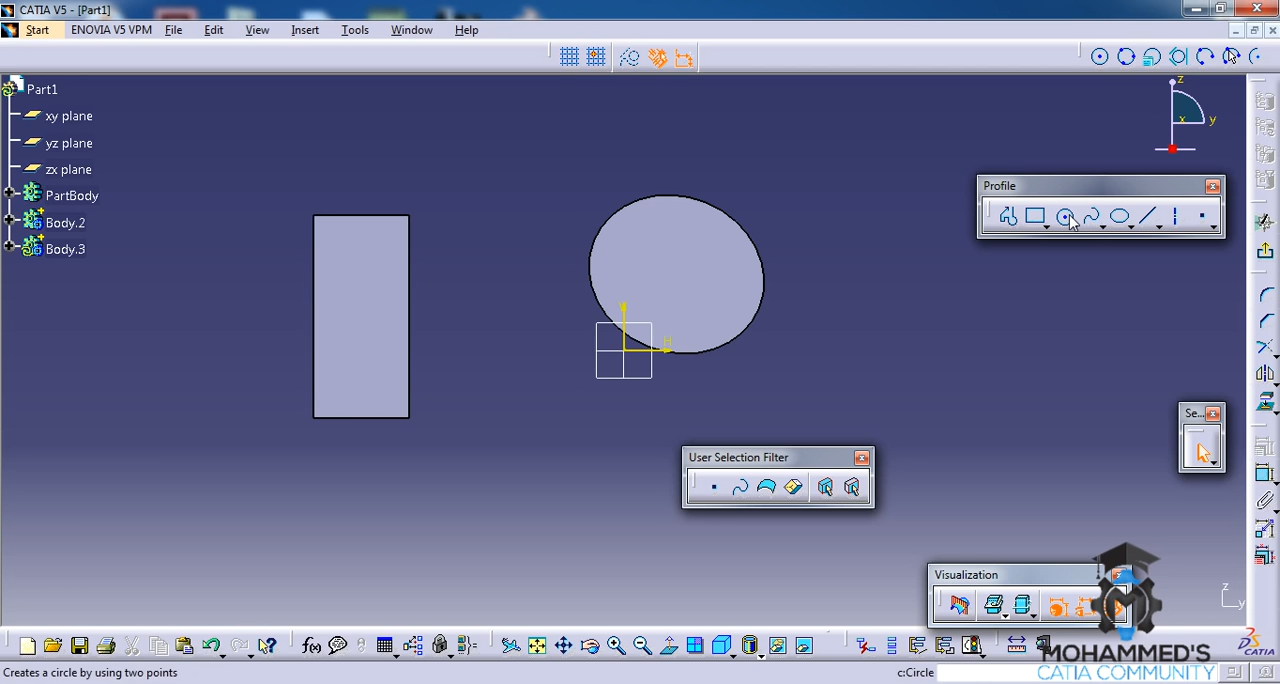 CATIA V5 - [Part1]
Start ENOVIA V5 VPM File Edit View Insert Tools Window Help
Part1
xy plane
yz plane
zx plane
PartBody
Body.2
Body.3
z
x
y
Profile
V
H
Se...
User Selection Filter
Visualization
z
y
f(x)
MOHAMMED'S
CATIA COMMUNITY
CATIA
Creates a circle by using two points
c:Circle